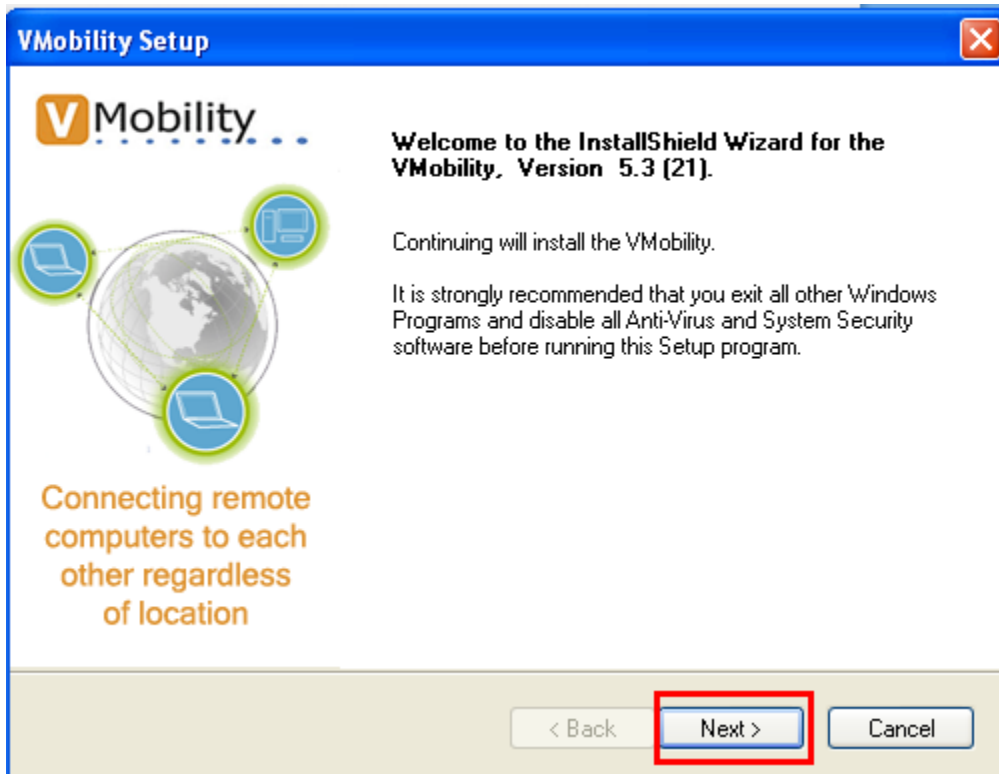 VMobility Setup
V Mobility
Welcome to the InstallShield Wizard for the
VMobility, Version 5.3 (21).
Continuing will install the VMobility.
It is strongly recommended that you exit all other Windows
Programs and disable all Anti-Virus and System Security
software before running this Setup program.
Connecting remote
computers to each
other regardless
of location
< Back
Next >
Cancel